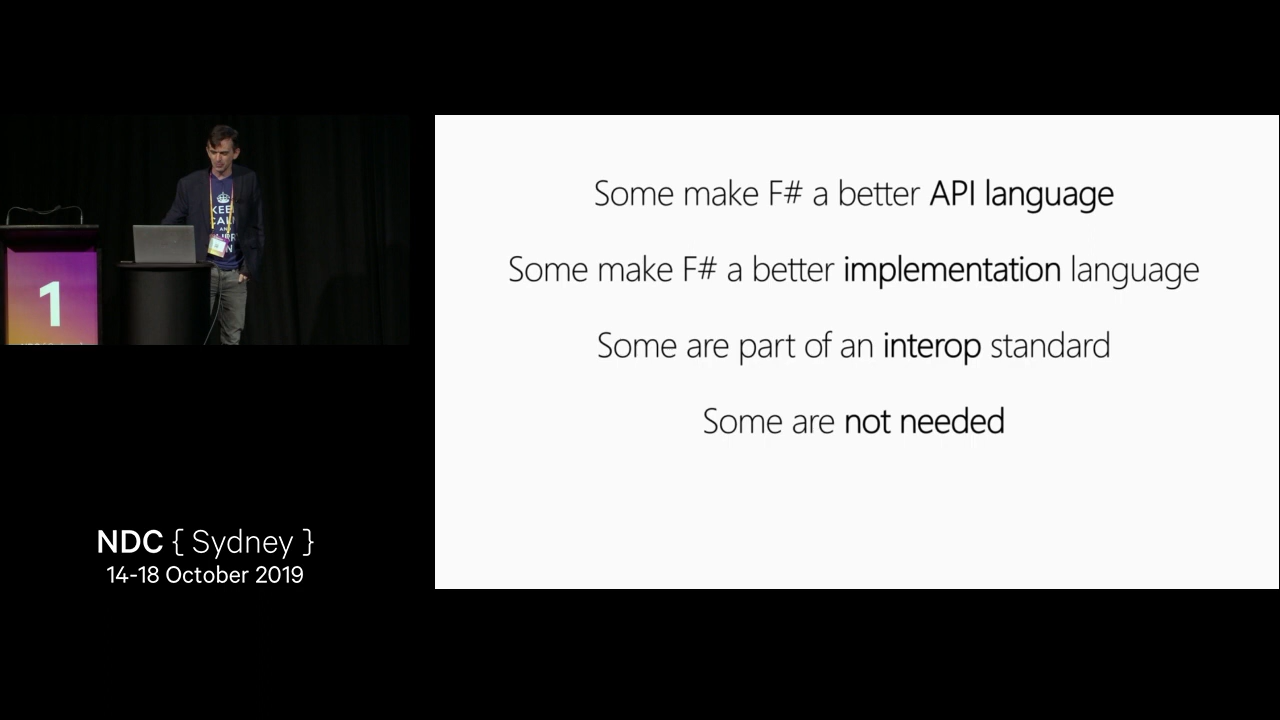 Some make F# a better API language
Some make F# a better implementation language
Some are part of an interop standard
Some are not needed
1
NDC { Sydney }
14-18 October 2019